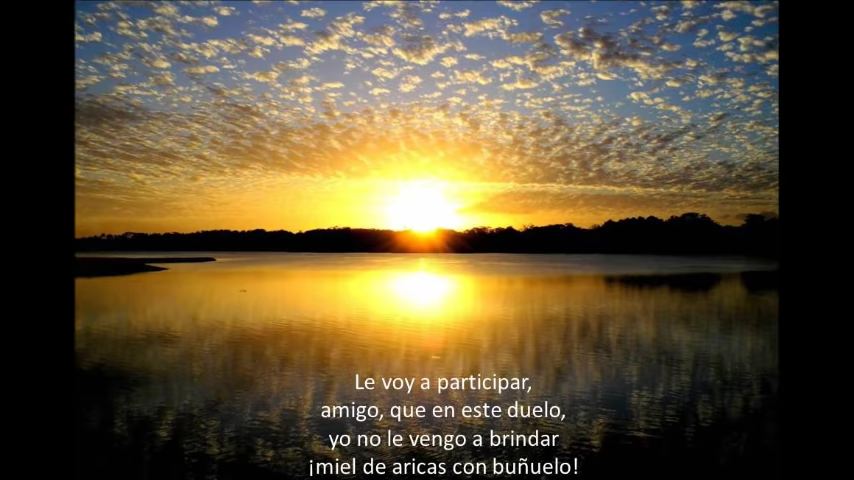 Le voy a participar,
amigo, que en este duelo,
yo no le vengo a brindar
¡miel de aricas con buñuelo!